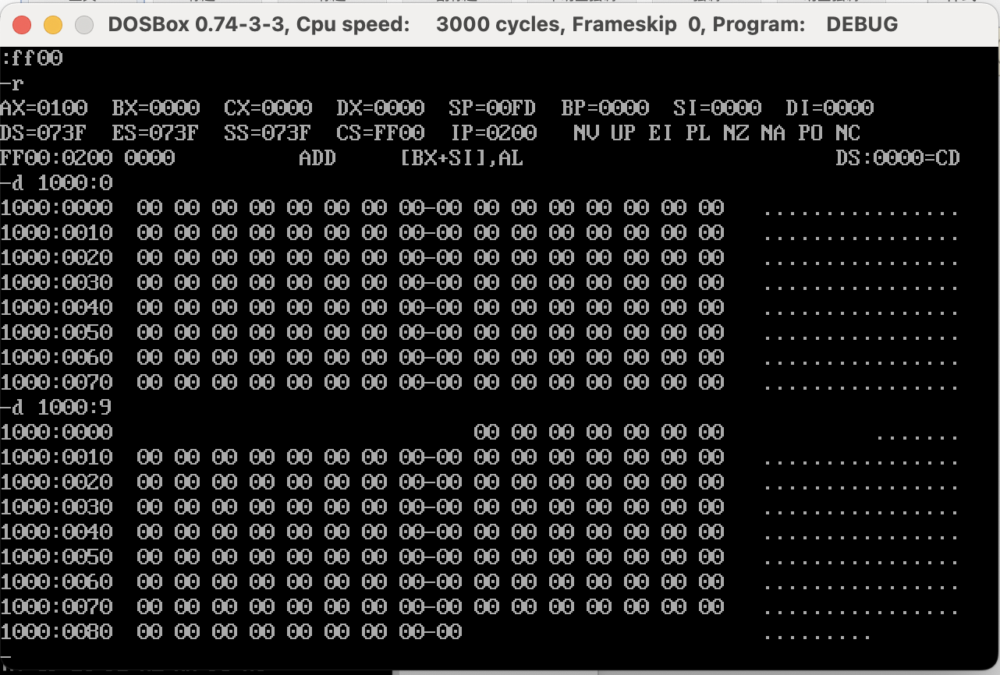 DOSBox 0.74-3-3, Cpu speed: 3000 cycles, Frameskip 0, Program: DEBUG
:ff00
-r
AX=0100 BX=0000 CX=0000 DX=0000 SP=00FD BP=0000 SI=0000 DI=0000
DS=073F ES=073F SS=073F CS=FF00 IP=0200 NV UP EI PL NZ NA PO NC
FF00:0200 0000 ADD [BX+SI],AL DS:0000=CD
-d 1000:0
1000:0000 00 00 00 00 00 00 00 00-00 00 00 00 00 00 00 00 ................
1000:0010 00 00 00 00 00 00 00 00-00 00 00 00 00 00 00 00 ................
1000:0020 00 00 00 00 00 00 00 00-00 00 00 00 00 00 00 00 ................
1000:0030 00 00 00 00 00 00 00 00-00 00 00 00 00 00 00 00 ................
1000:0040 00 00 00 00 00 00 00 00-00 00 00 00 00 00 00 00 ................
1000:0050 00 00 00 00 00 00 00 00-00 00 00 00 00 00 00 00 ................
1000:0060 00 00 00 00 00 00 00 00-00 00 00 00 00 00 00 00 ................
1000:0070 00 00 00 00 00 00 00 00-00 00 00 00 00 00 00 00 ................
-d 1000:9
1000:0000 00 00 00 00 00 00 00 .......
1000:0010 00 00 00 00 00 00 00 00-00 00 00 00 00 00 00 00 ................
1000:0020 00 00 00 00 00 00 00 00-00 00 00 00 00 00 00 00 ................
1000:0030 00 00 00 00 00 00 00 00-00 00 00 00 00 00 00 00 ................
1000:0040 00 00 00 00 00 00 00 00-00 00 00 00 00 00 00 00 ................
1000:0050 00 00 00 00 00 00 00 00-00 00 00 00 00 00 00 00 ................
1000:0060 00 00 00 00 00 00 00 00-00 00 00 00 00 00 00 00 ................
1000:0070 00 00 00 00 00 00 00 00-00 00 00 00 00 00 00 00 ................
1000:0080 00 00 00 00 00 00 00 00-00 .........
-